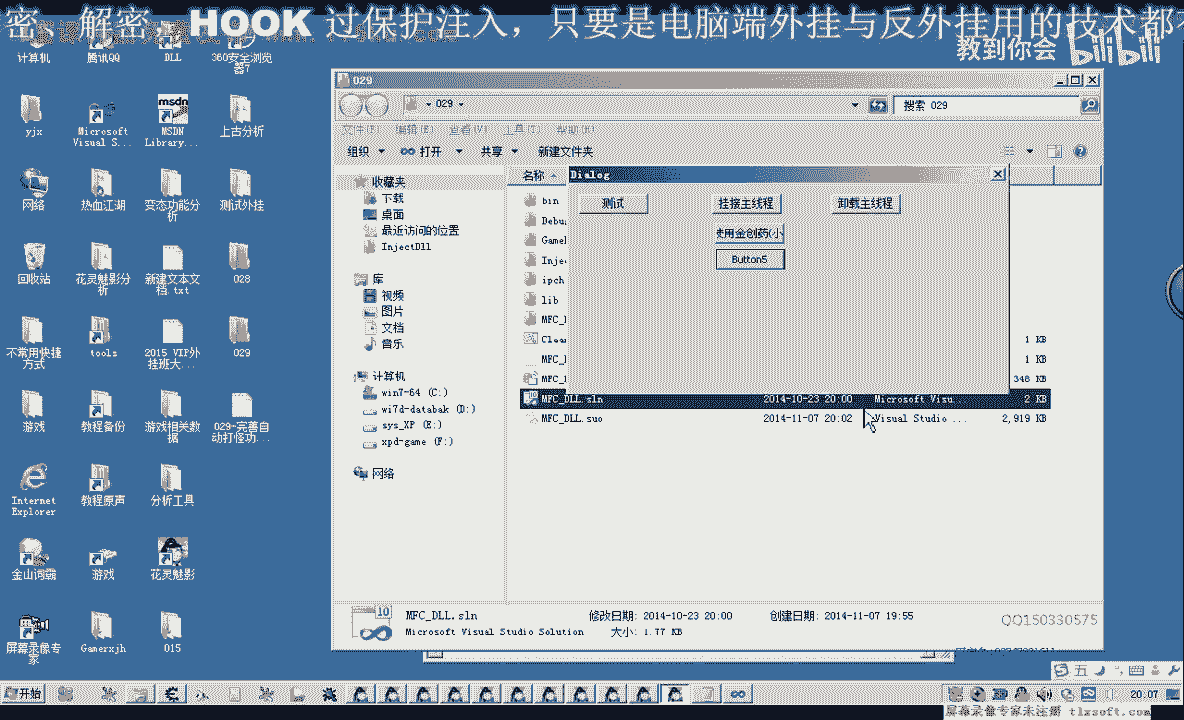 密、解密、HOOK 过保护注入，只要是电脑端外挂与反外挂用的技术都
教到你会 bilibili
计算机
腾讯QQ
DLL
360安全浏览器7
yjx
Microsoft Visual S...
MSDN Library...
上古分析
网络
热血江湖
变态功能分析
测试外挂
回收站
花灵魅影分析
新建文本文档.txt
028
不常用快捷方式
tools
2015 VIP外挂班大...
029
游戏
教程备份
游戏相关数据
029-完善自动打怪功...
Internet Explorer
教程原声
分析工具
金山词霸
游戏
花灵魅影
屏幕录像专家
Gamerxjh
015
029
029
搜索 029
文件(F) 编辑(E) 查看(V) 工具(T) 帮助(H)
组织 打开 共享 新建文件夹
收藏夹
下载
桌面
最近访问的位置
InjectDll
库
视频
图片
文档
音乐
计算机
win7-64 (C:)
wi7d-databak (D:)
sys_XP (E:)
xpd-game (F:)
网络
名称
bin
Debu
Game
Inje
ipch
lib
MFC_
Clea 1 KB
MFC_ 1 KB
MFC_ 348 KB
MFC_DLL.sln 2014-10-23 20:00 Microsoft Visu... 2 KB
MFC_DLL.suo 2014-11-07 20:02 Visual Studio ... 2,919 KB
Dialog
测试 挂接主线程 卸载主线程
使用金创药(小
Button5
MFC_DLL.sln 修改日期: 2014-10-23 20:00 创建日期: 2014-11-07 19:55
Microsoft Visual Studio Solution 大小: 1.77 KB
QQ150330575
五
开始
20:07
屏幕录像专家未注册 tlxsoft.com